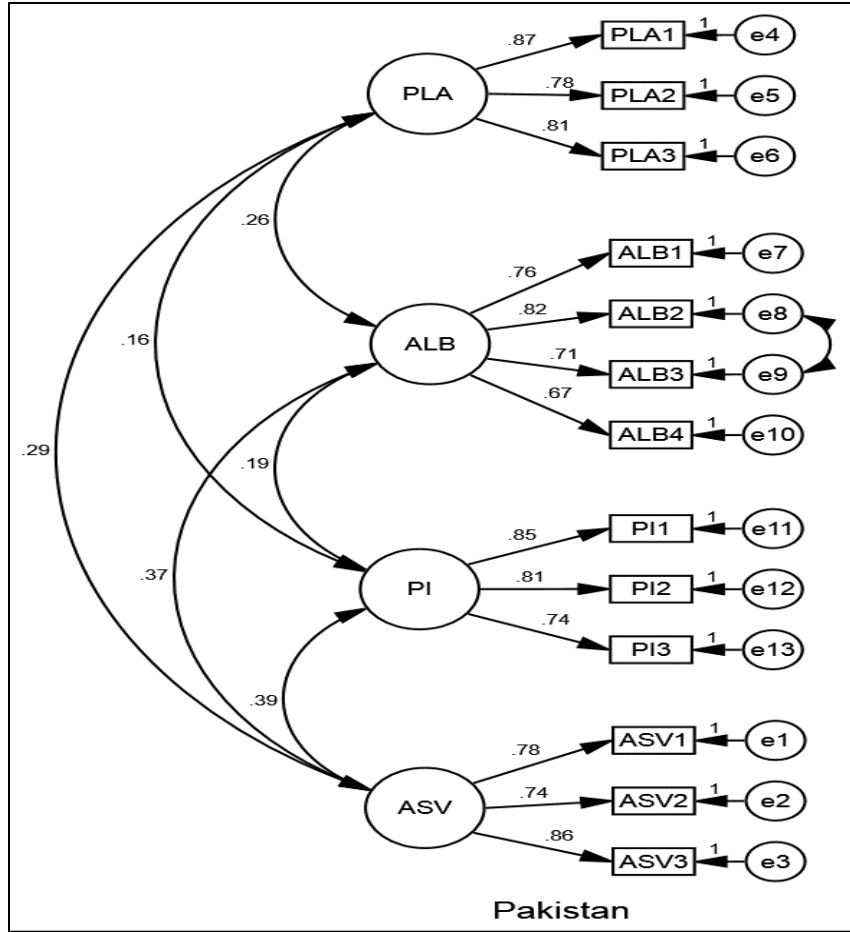 .87 PLA1 1 e4
PLA .78 PLA2 1 e5
.81 PLA3 1 e6
.26
.76 ALB1 1 e7
.82 ALB2 1 e8
.16 ALB .71 ALB3 1 e9
.67 ALB4 1 e10
.29 .19
.85 PI1 1 e11
.37 PI .81 PI2 1 e12
.74 PI3 1 e13
.39
.78 ASV1 1 e1
ASV .74 ASV2 1 e2
.86 ASV3 1 e3
Pakistan